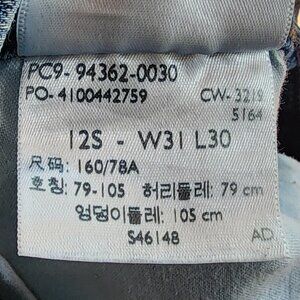 PC9-94362-0030
PO-4100442759 CW-3219
5164
12S - W31 L30
尺码: 160/78A
호칭: 79-105 허리둘레: 79 cm
엉덩이둘레: 105 cm
S46148 AD